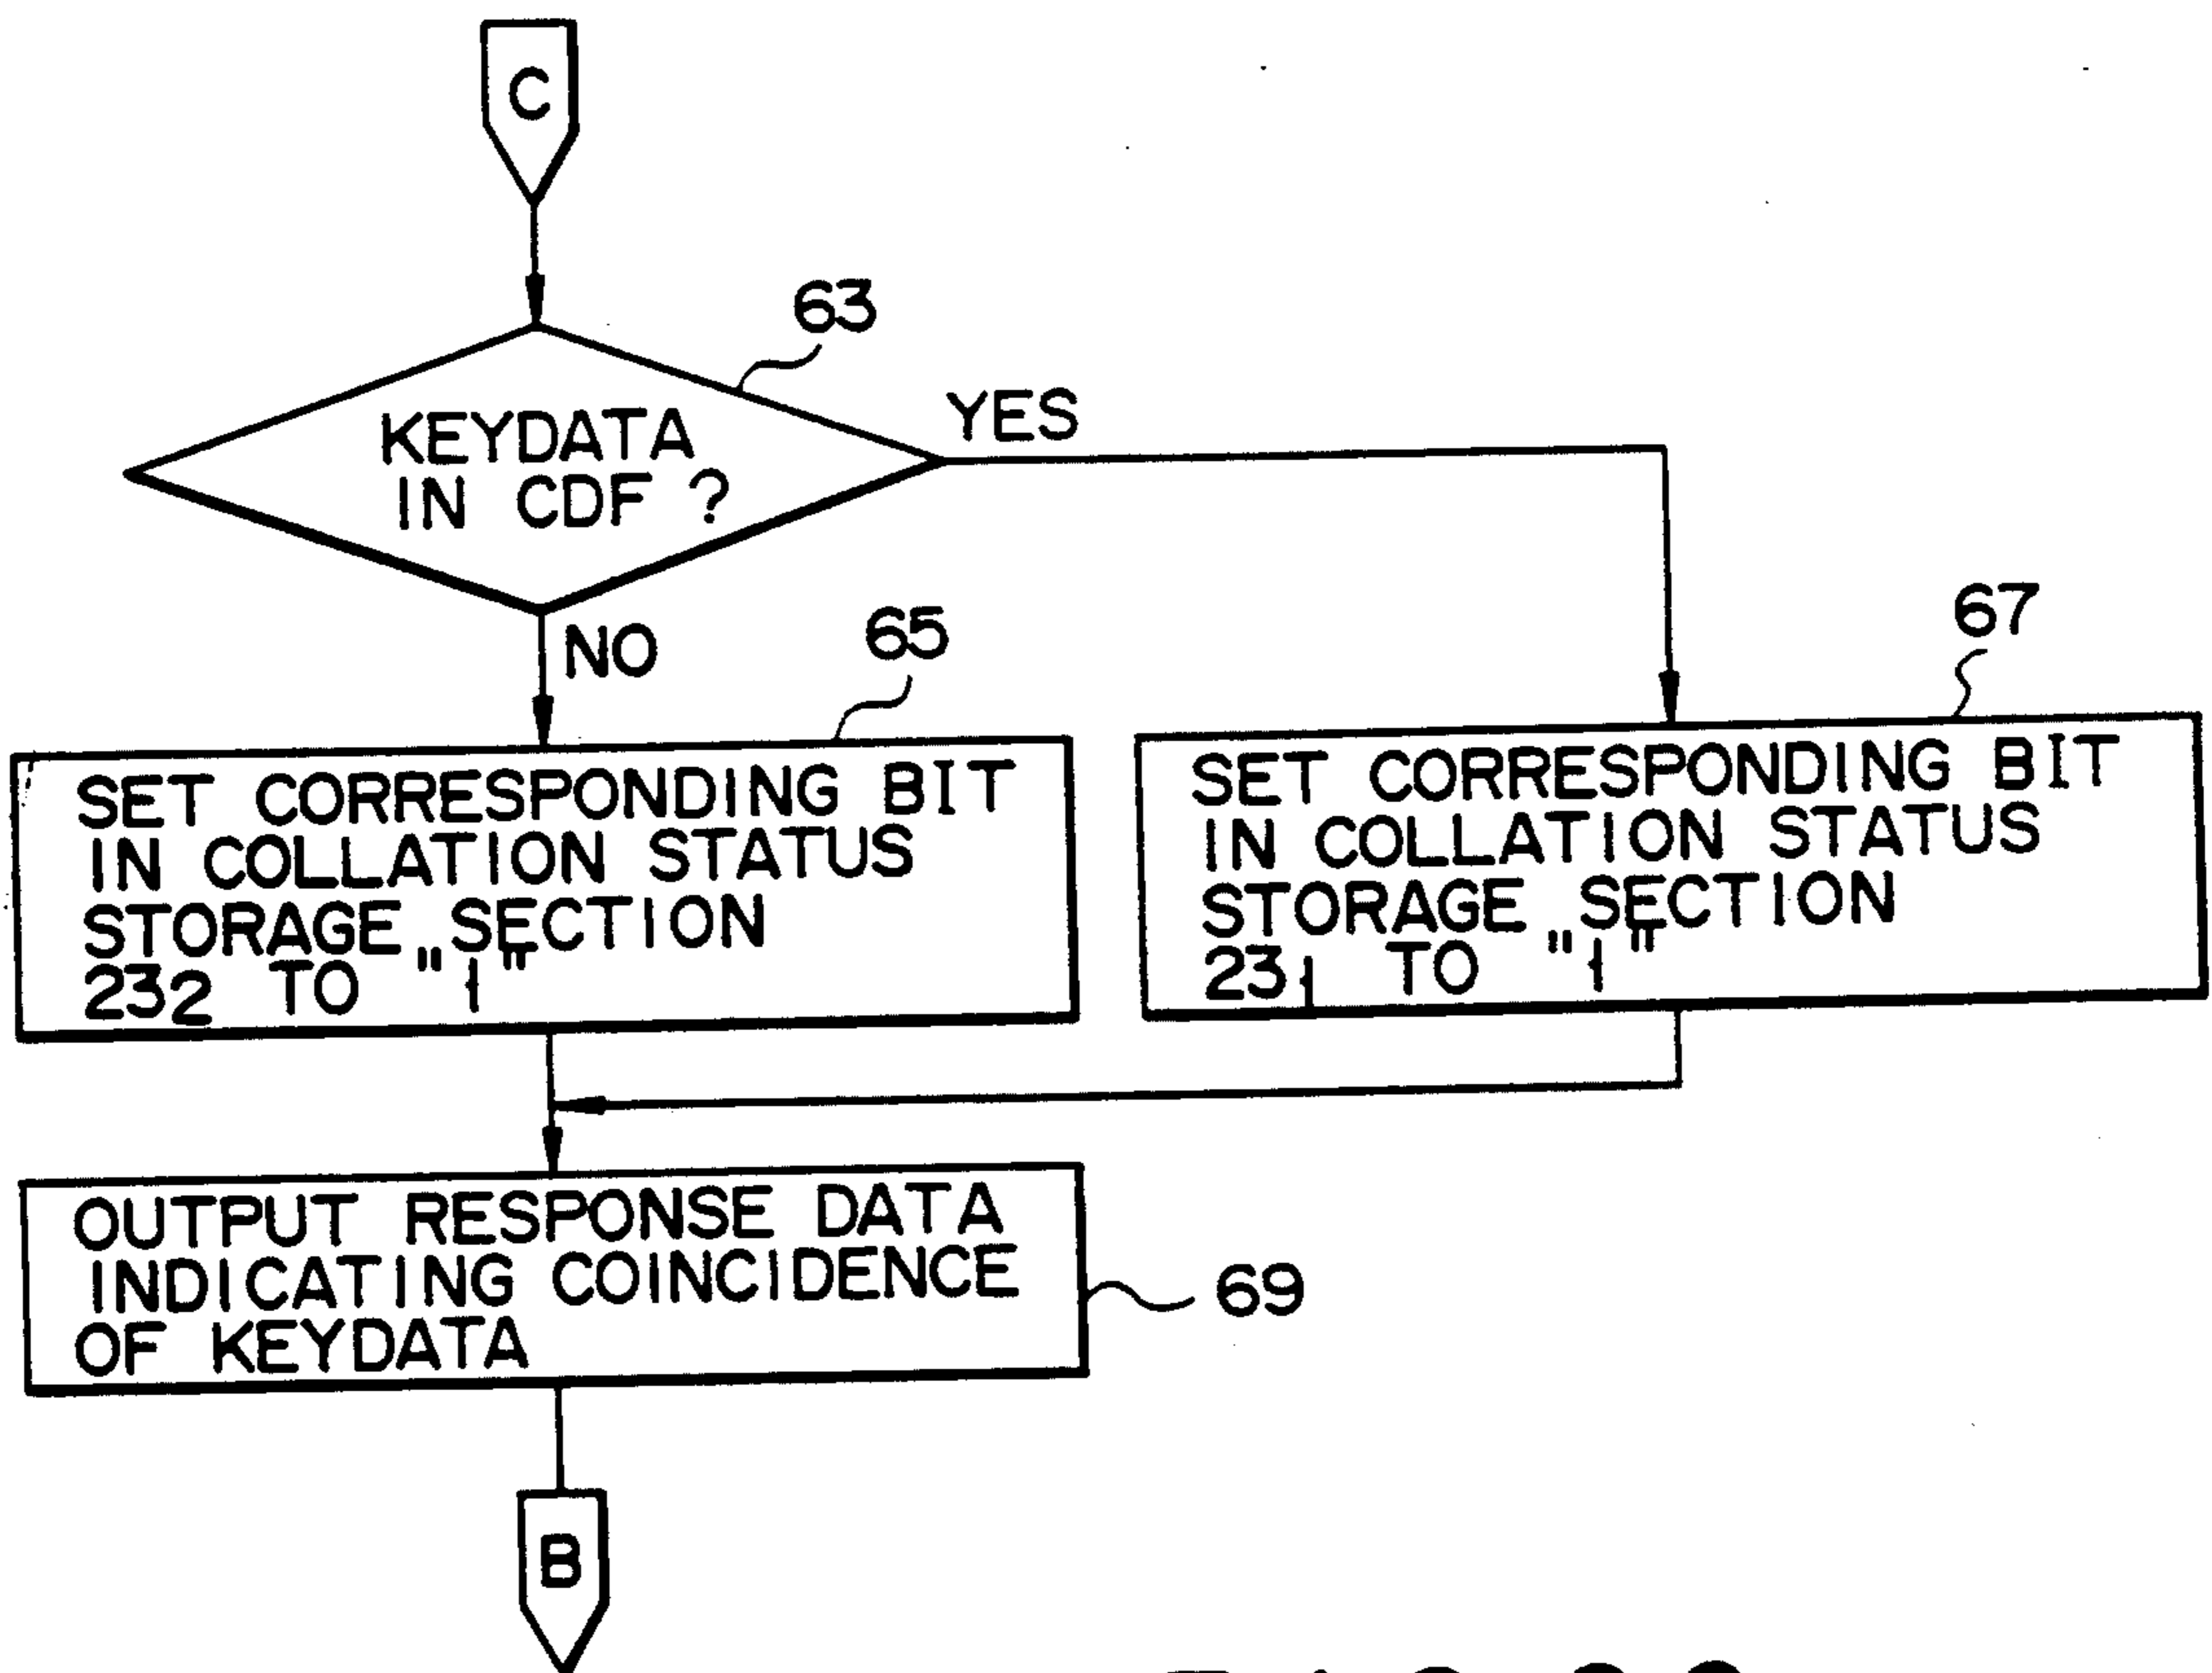 C
63
KEYDATA
IN CDF ?
YES
NO
65
67
SET CORRESPONDING BIT
IN COLLATION STATUS
STORAGE SECTION
23₂ TO "1"
SET CORRESPONDING BIT
IN COLLATION STATUS
STORAGE SECTION
23₁ TO "1"
OUTPUT RESPONSE DATA
INDICATING COINCIDENCE
OF KEYDATA
69
B